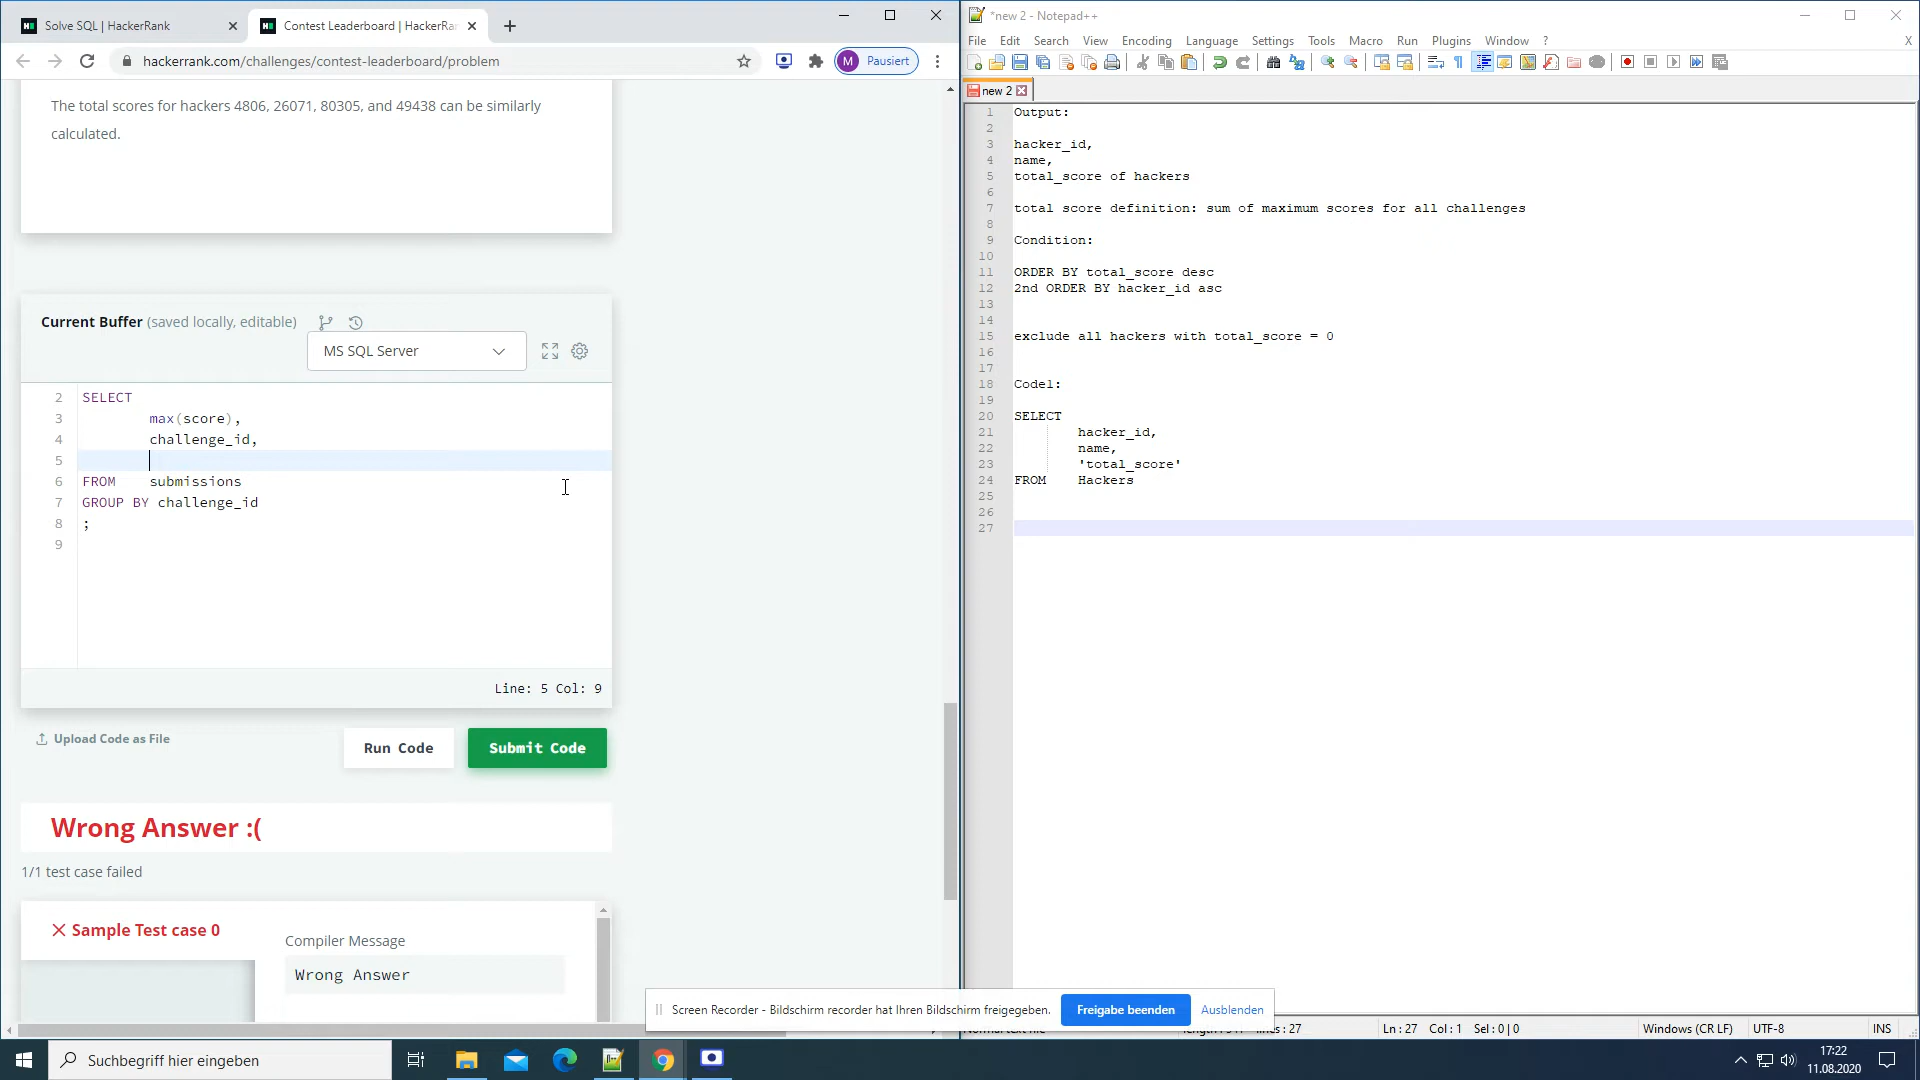 Solve SQL | HackerRank
Contest Leaderboard | HackerRan
hackerrank.com/challenges/contest-leaderboard/problem
M
Pausiert
The total scores for hackers 4806, 26071, 80305, and 49438 can be similarly
calculated.
Current Buffer (saved locally, editable)
MS SQL Server
2 SELECT
3 max(score),
4 challenge_id,
5
6 FROM submissions
7 GROUP BY challenge_id
8 ;
9
Line: 5 Col: 9
Upload Code as File
Run Code
Submit Code
Wrong Answer :(
1/1 test case failed
Sample Test case 0
Compiler Message
Wrong Answer
*new 2 - Notepad++
File Edit Search View Encoding Language Settings Tools Macro Run Plugins Window ? X
new 2
1 Output:
2
3 hacker_id,
4 name,
5 total_score of hackers
6
7 total score definition: sum of maximum scores for all challenges
8
9 Condition:
10
11 ORDER BY total_score desc
12 2nd ORDER BY hacker_id asc
13
14
15 exclude all hackers with total_score = 0
16
17
18 Code1:
19
20 SELECT
21 hacker_id,
22 name,
23 'total_score'
24 FROM Hackers
25
26
27
Screen Recorder - Bildschirm recorder hat Ihren Bildschirm freigegeben.
Freigabe beenden
Ausblenden
Ln : 27 Col : 1 Sel : 0 | 0
Windows (CR LF)
UTF-8
INS
Suchbegriff hier eingeben
17:22
11.08.2020